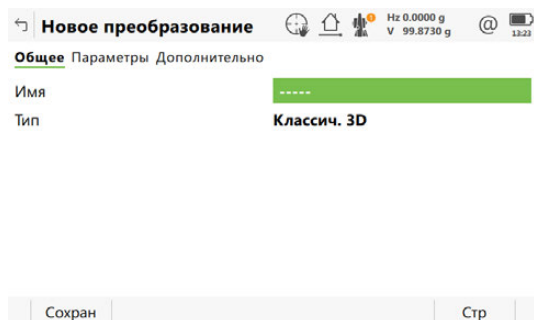 Новое преобразование
Hz 0.0000 g
V 99.8730 g
@
13:23
Общее Параметры Дополнительно
Имя -----
Тип Классич. 3D
Сохран Стр